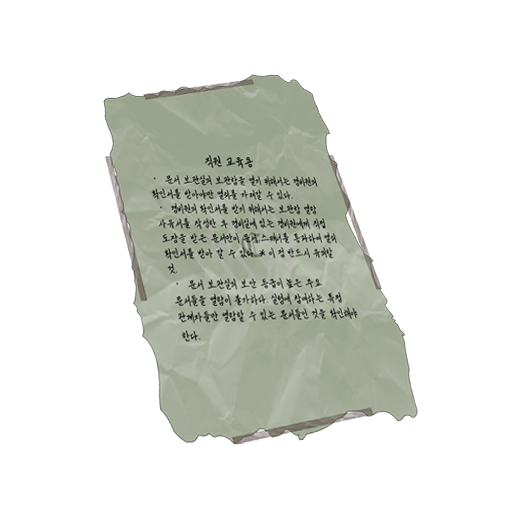 직원 교육용
• 문서 보관실의 보관함을 열기 위해서는 경비원의
확인서를 받아야만 열쇠를 가져갈 수 있다.
• 경비원의 확인서를 받기 위해서는 보관함 열람
사유서를 작성한 후 경비실에 있는 경비원에게 직접
도장을 받은 문서만이 문서 스캐너를 통과하여 열쇠
확인서를 받아 갈 수 있다. 이 점 반드시 유의할
것.
• 문서 보관실의 보안 등급이 높은 주요
문서들을 열람이 불가하다. 실험에 참여하는 특정
관계자들만 열람할 수 있는 문서들인 것을 확인해야
한다.